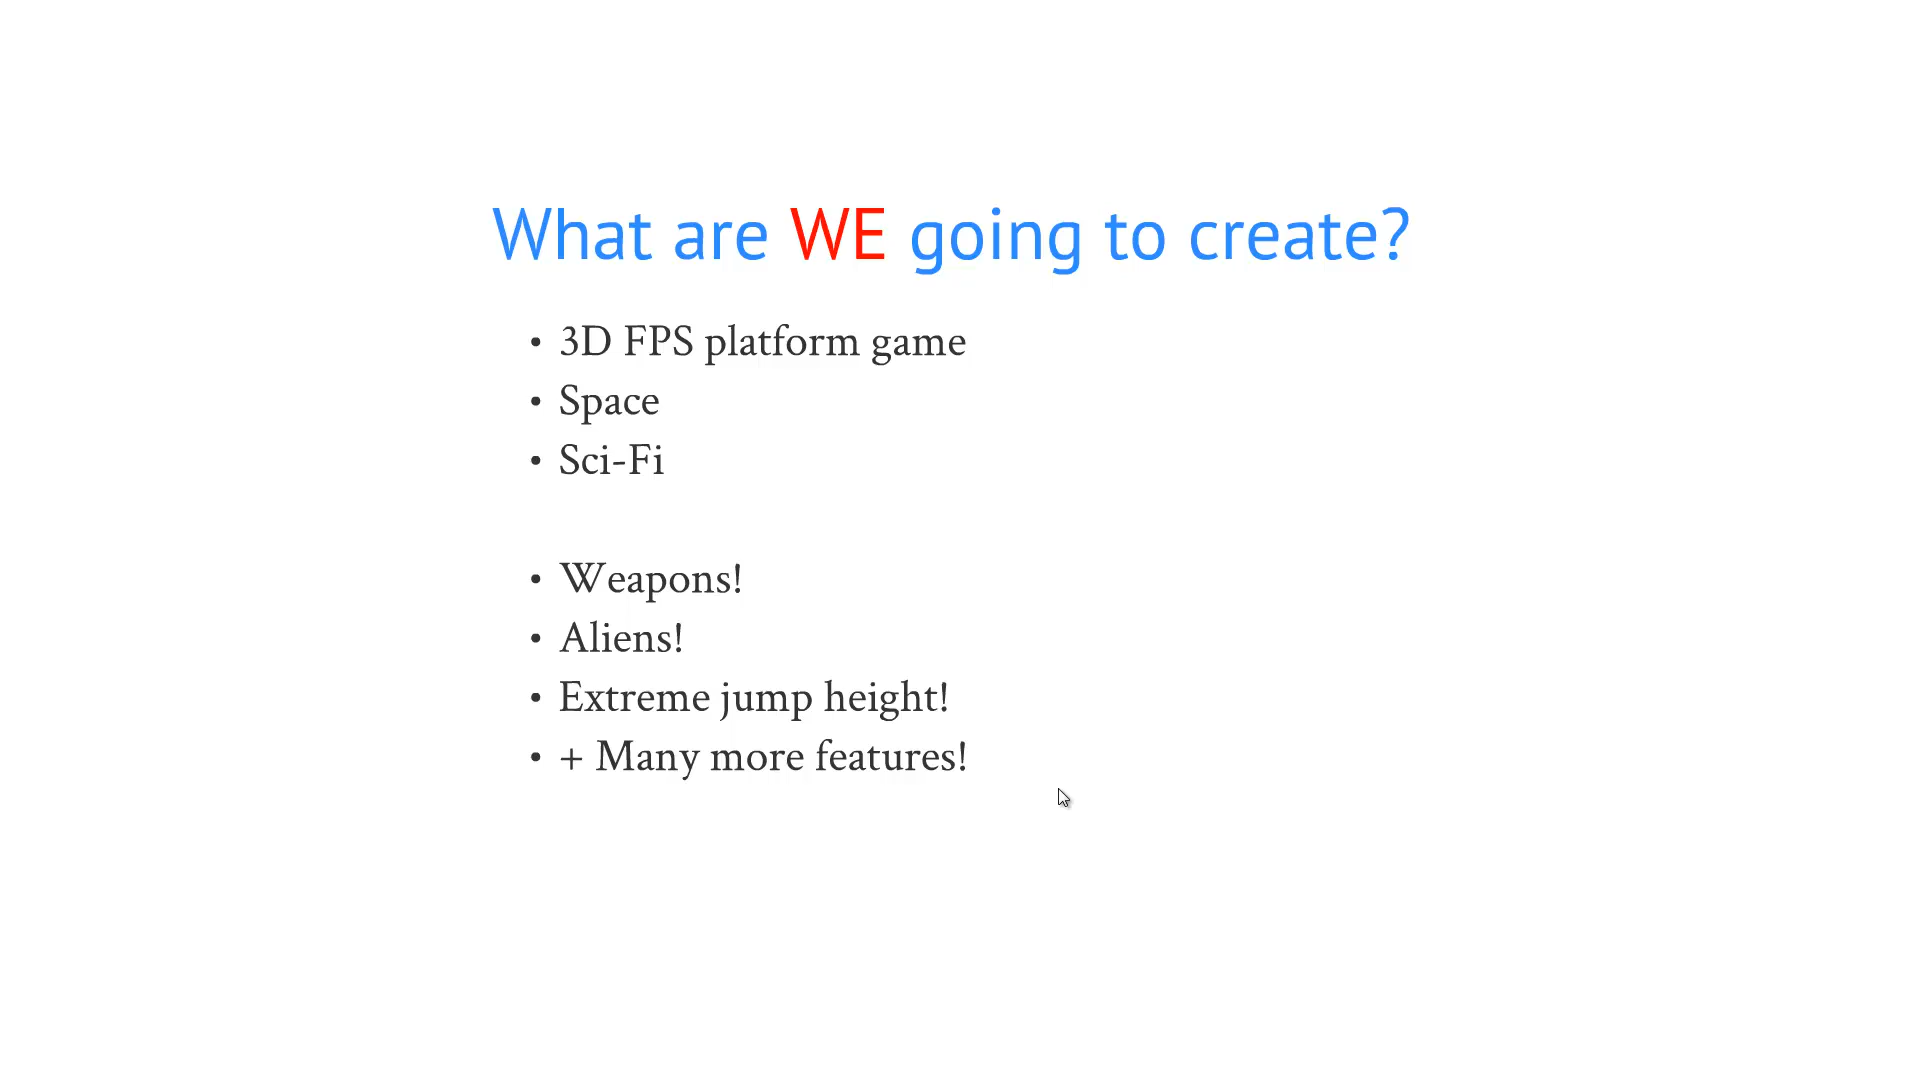 What are WE going to create?
• 3D FPS platform game
• Space
• Sci-Fi
• Weapons!
• Aliens!
• Extreme jump height!
• + Many more features!